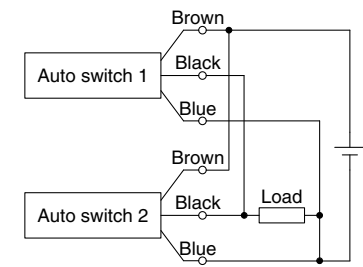 Brown
Auto switch 1
Black
Blue
Brown
Auto switch 2
Black
Load
Blue